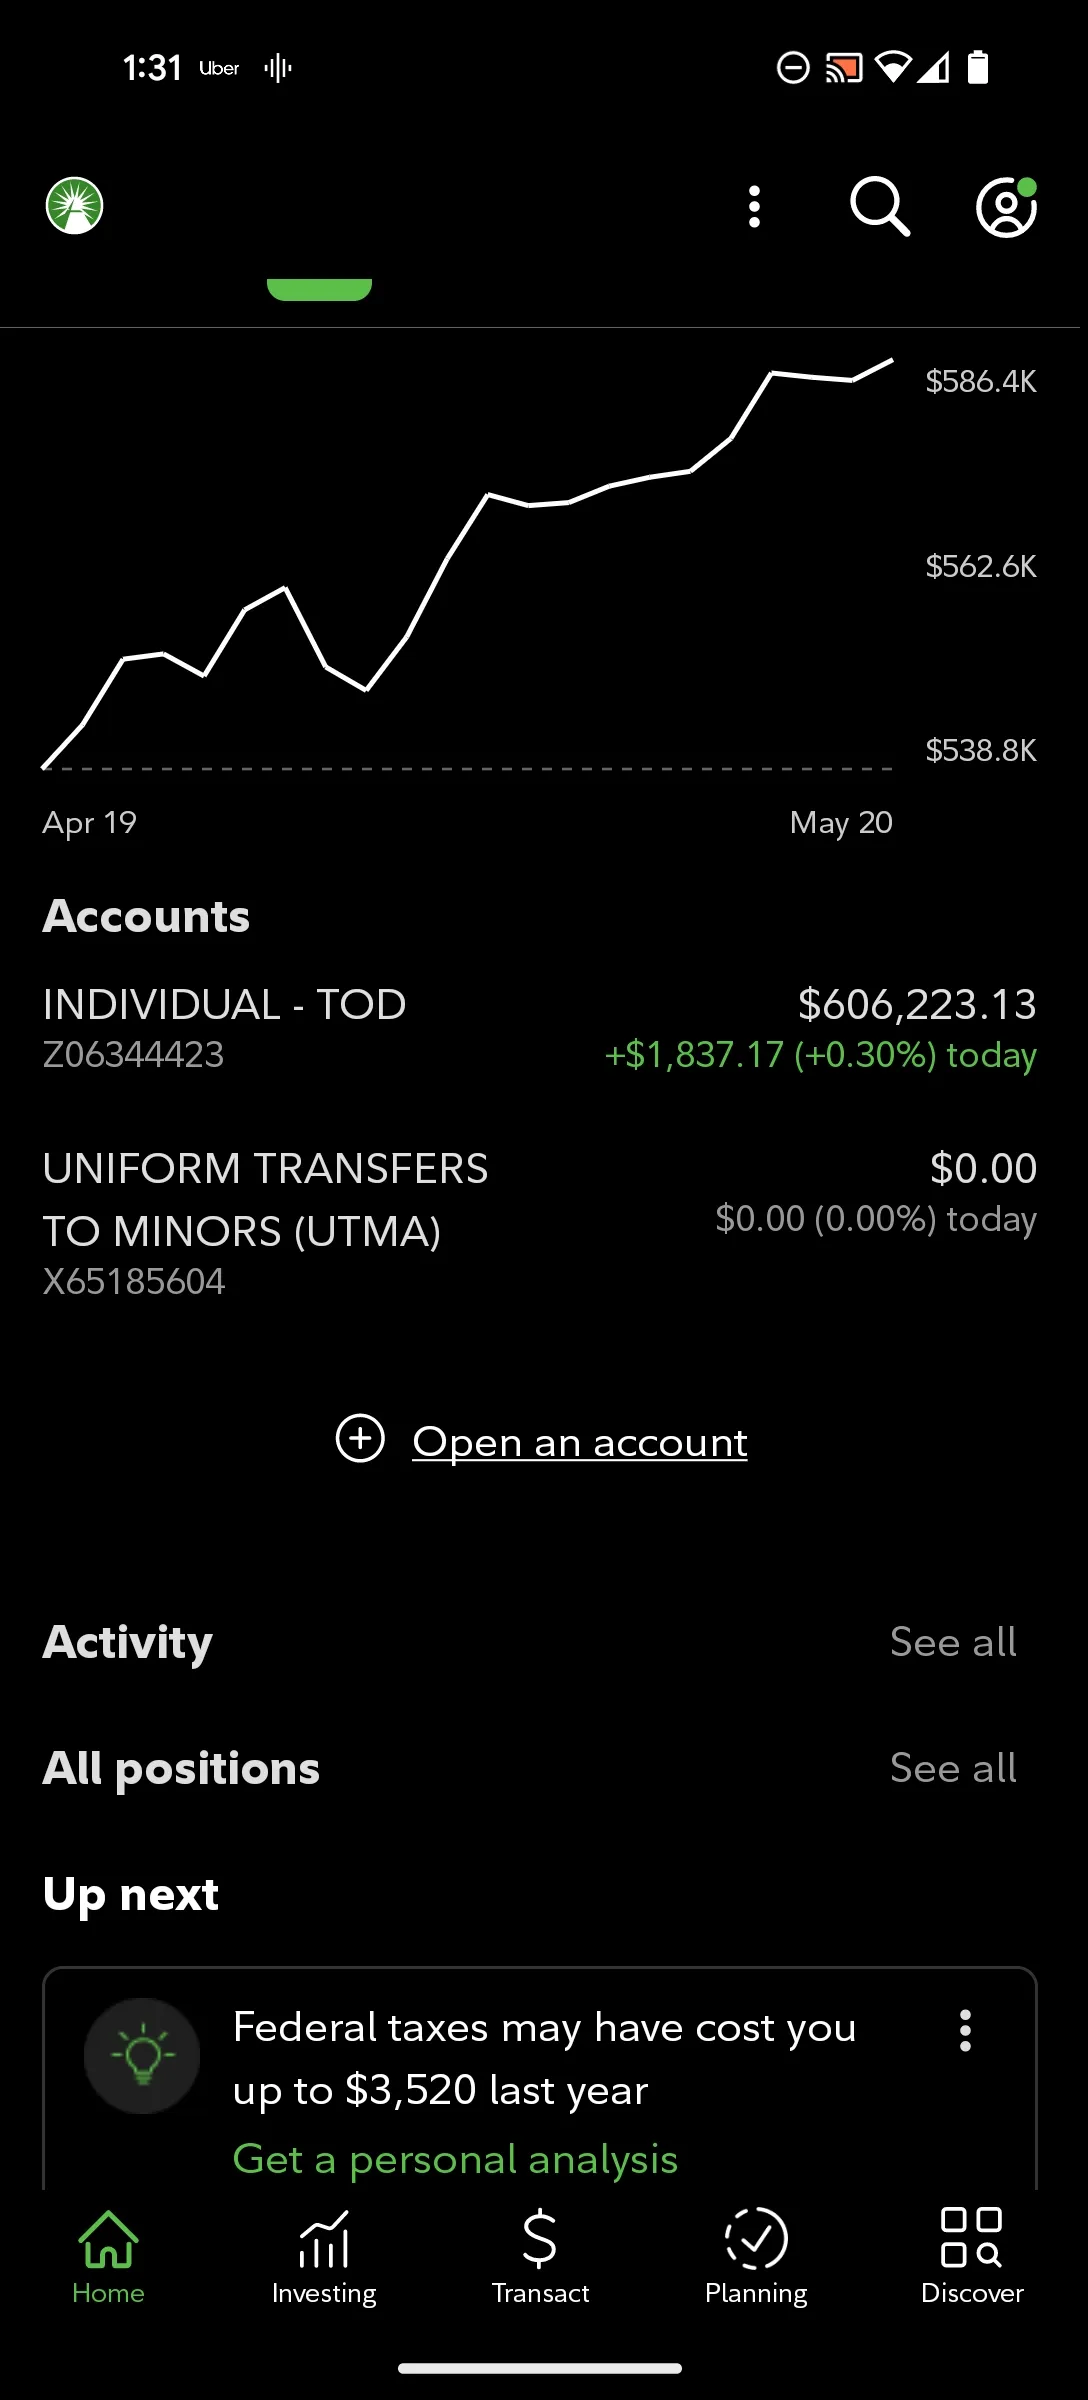 1:31 Uber
$586.4K
$562.6K
$538.8K
Apr 19 May 20
Accounts
INDIVIDUAL - TOD $606,223.13
Z06344423 +$1,837.17 (+0.30%) today
UNIFORM TRANSFERS $0.00
TO MINORS (UTMA) $0.00 (0.00%) today
X65185604
Open an account
Activity See all
All positions See all
Up next
Federal taxes may have cost you
up to $3,520 last year
Get a personal analysis
Home Investing Transact Planning Discover